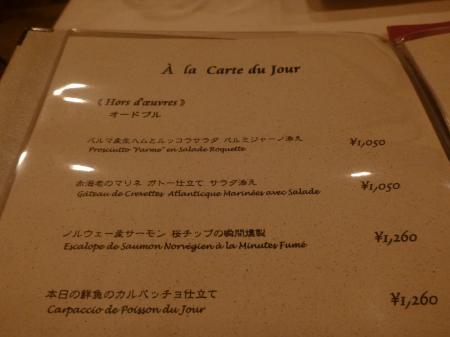 À la Carte du Jour
《 Hors d'œuvres 》
オードブル
パルマ産生ハムとルッコラサラダ パルミジャーノ添え ¥1,050
Prosciutto "Parme" en Salade Roquette
赤海老のマリネ ガトー仕立て サラダ添え ¥1,050
Gâteau de Crevettes Atlanticque Marinées avec Salade
ノルウェー産サーモン 桜チップの瞬間燻製 ¥1,260
Escalope de Saumon Norvégien à la Minutes Fumé
本日の鮮魚のカルパッチョ仕立て ¥1,260
Carpaccio de Poisson du Jour